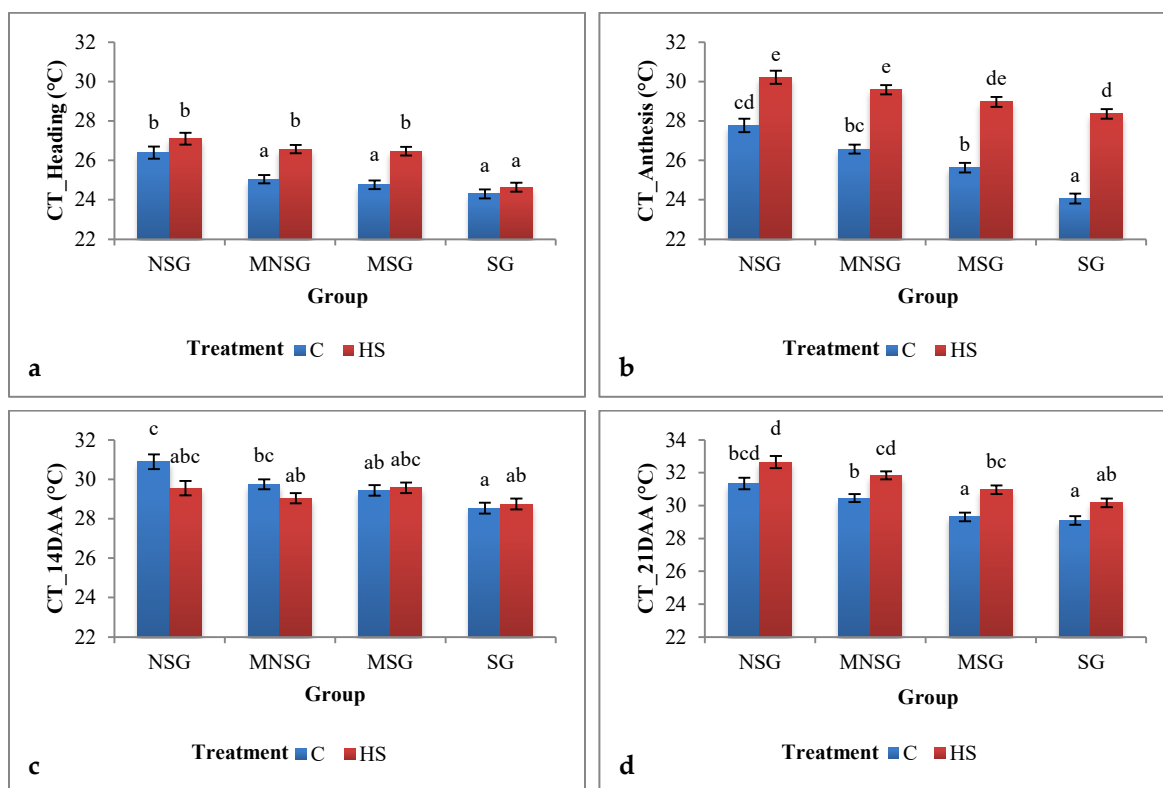 32
30
28
26
24
22
CT_Heading (°C)
b b
a b
a b
a a
NSG MNSG MSG SG
Group
Treatment C HS
a
32
30
28
26
24
22
CT_Anthesis (°C)
cd e
bc e
b de
a d
NSG MNSG MSG SG
Group
Treatment C HS
b
32
30
28
26
24
22
CT_14DAA (°C)
c abc
bc ab
ab abc
a ab
NSG MNSG MSG SG
Group
Treatment C HS
c
34
32
30
28
26
24
22
CT_21DAA (°C)
bcd d
b cd
a bc
a ab
NSG MNSG MSG SG
Group
Treatment C HS
d